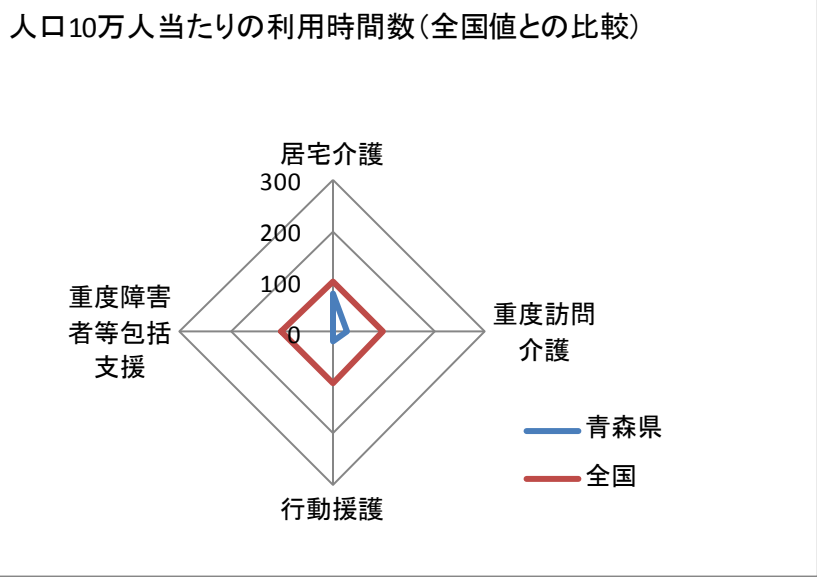 人口10万人当たりの利用時間数（全国値との比較）
居宅介護
300
200
100
0
重度障害
者等包括
支援
重度訪問
介護
行動援護
青森県
全国